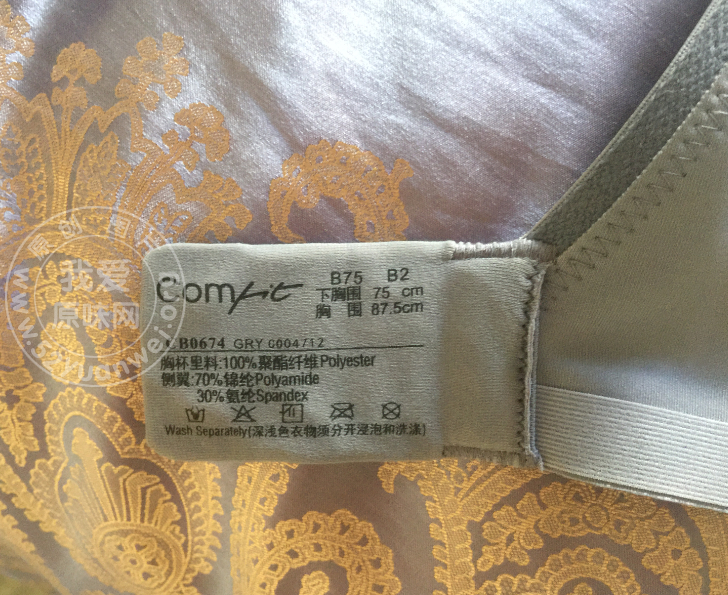 Comfit
B75 B2
下胸围 75 cm
胸 围 87.5cm
CB0674 GRY 0004712
胸杯里料:100%聚酯纤维Polyester
侧翼:70%锦纶Polyamide
30%氨纶Spandex
Wash Separately(深浅色衣物须分开浸泡和洗涤)
我爱
原味网